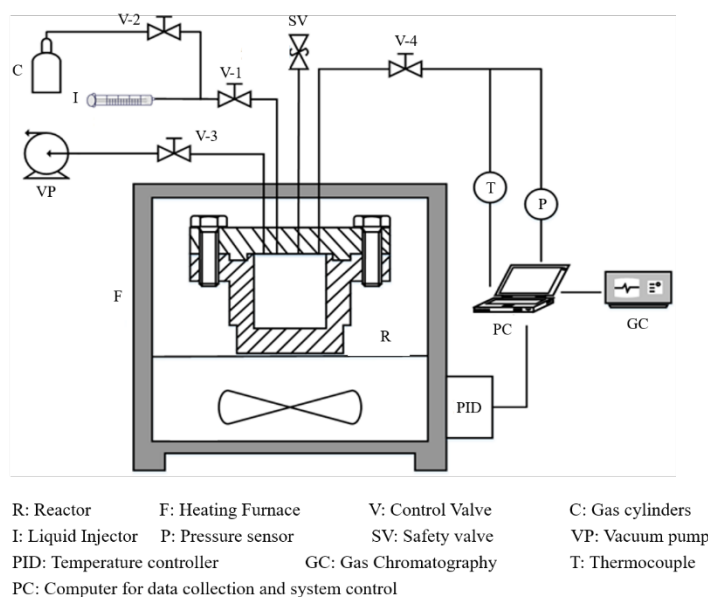 V-2
SV
V-4
C
V-1
I
V-3
T
VP
P
F
R
PC
GC
PID
R: Reactor F: Heating Furnace V: Control Valve C: Gas cylinders
I: Liquid Injector P: Pressure sensor SV: Safety valve VP: Vacuum pump
PID: Temperature controller GC: Gas Chromatography T: Thermocouple
PC: Computer for data collection and system control